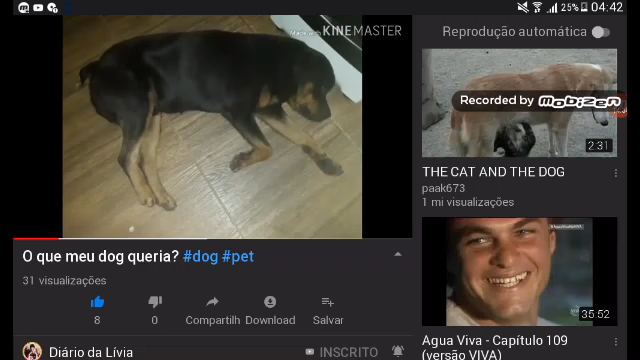 25% 04:42
Made with KINEMASTER
Reprodução automática
Recorded by MOBIZEN
2:31
THE CAT AND THE DOG
paak673
1 mi visualizações
O que meu dog queria? #dog #pet
31 visualizações
8
0
Compartilh
Download
Salvar
35:52
Agua Viva - Capítulo 109
(versão VIVA)
Diário da Lívia
INSCRITO